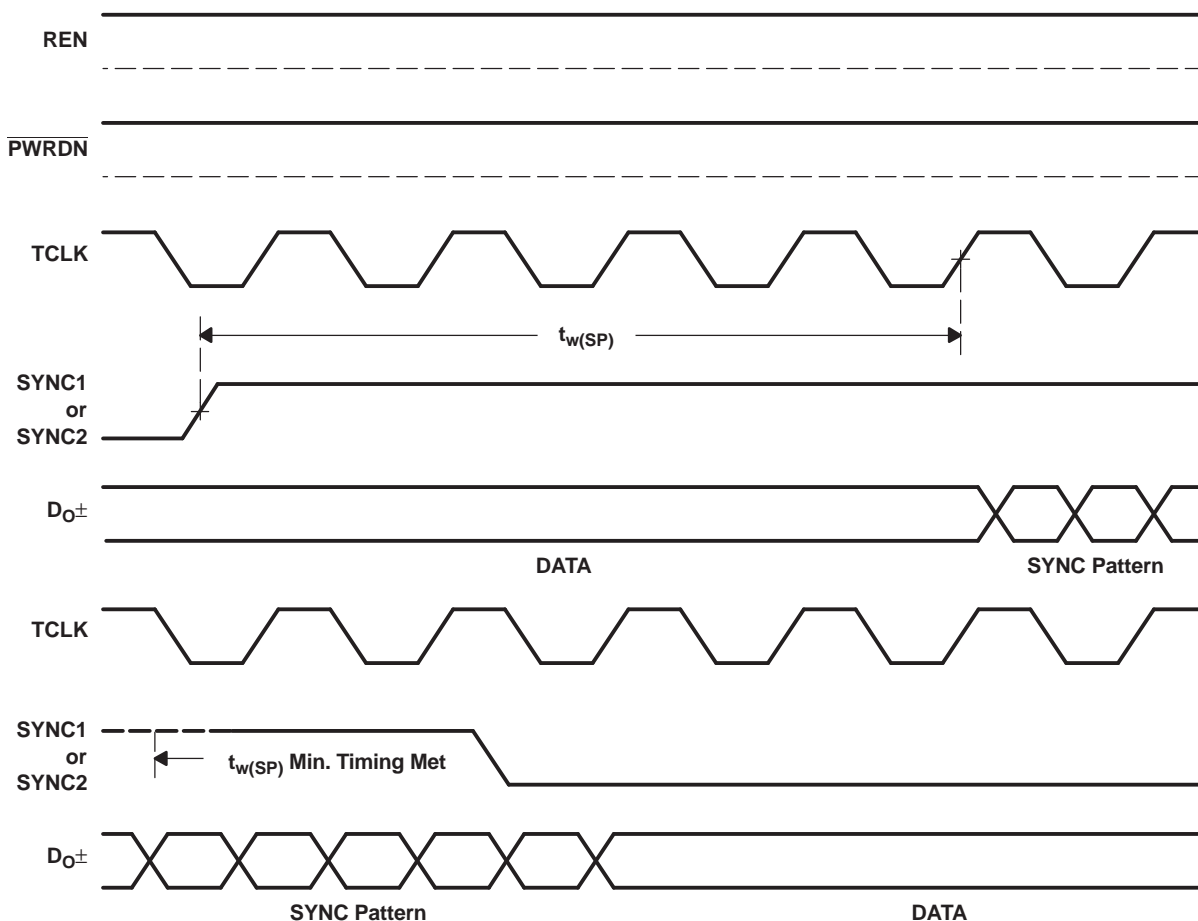 REN
PWRDN
TCLK
tw(SP)
SYNC1
or
SYNC2
DO±
DATA
SYNC Pattern
TCLK
SYNC1
or
SYNC2
tw(SP) Min. Timing Met
DO±
SYNC Pattern
DATA